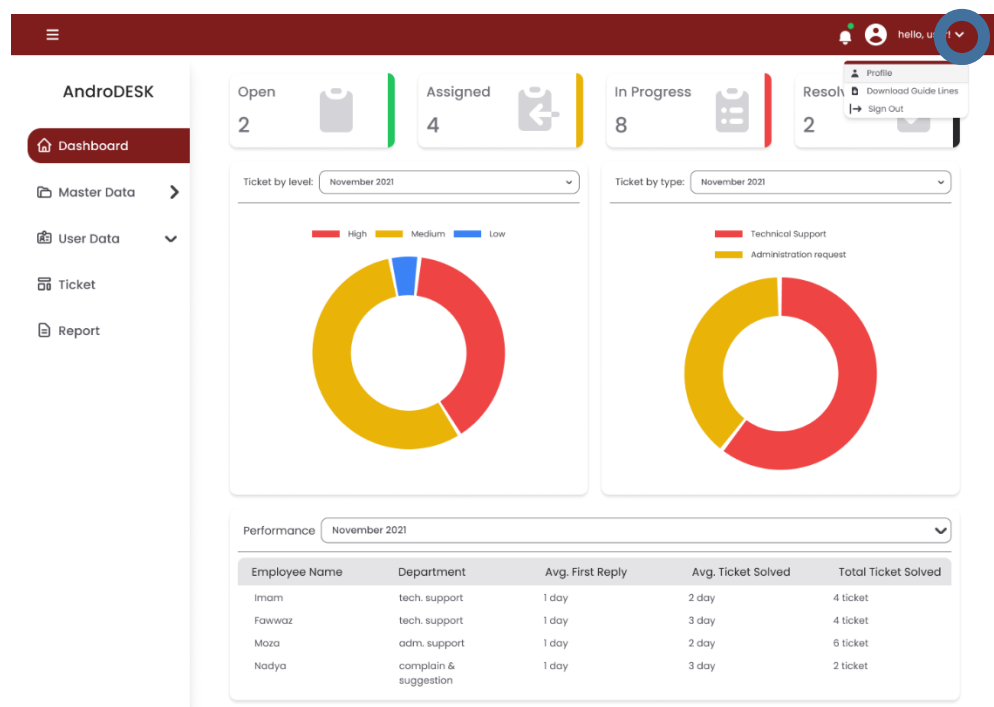 hello, u
Profile
Download Guide Lines
Sign Out
AndroDESK
Dashboard
Master Data
User Data
Ticket
Report
Open
2
Assigned
4
In Progress
8
2
Ticket by level: November 2021
High Medium Low
Ticket by type: November 2021
Technical Support
Administration request
Performance November 2021
Employee Name Department Avg. First Reply Avg. Ticket Solved Total Ticket Solved
Imam tech. support 1 day 2 day 4 ticket
Fawwaz tech. support 1 day 3 day 4 ticket
Moza adm. support 1 day 2 day 6 ticket
Nadya complain & 1 day 3 day 2 ticket
suggestion